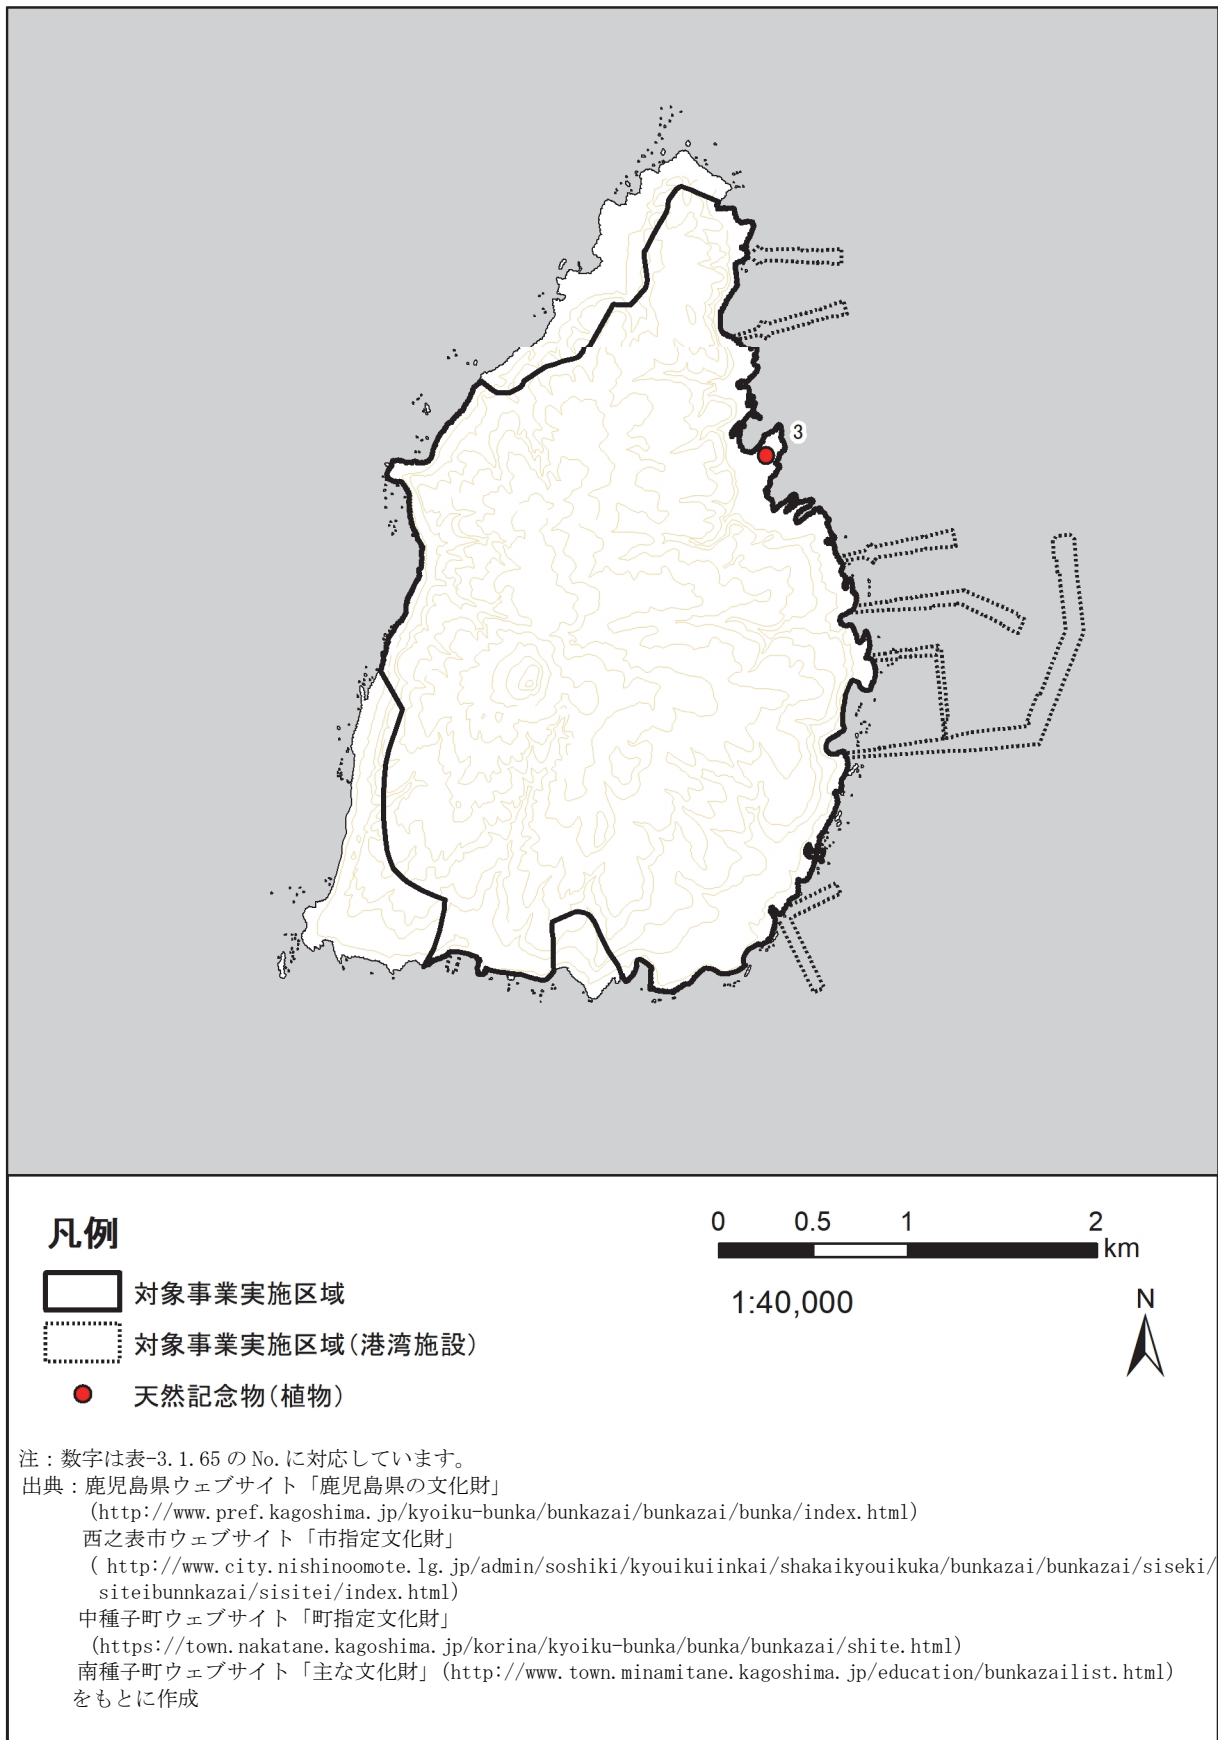 3
凡例
対象事業実施区域
対象事業実施区域(港湾施設)
天然記念物(植物)
0 0.5 1 2
km
1:40,000
N
注：数字は表-3.1.65 の No.に対応しています。
出典：鹿児島県ウェブサイト「鹿児島県の文化財」
(http://www.pref.kagoshima.jp/kyoiku-bunka/bunkazai/bunkazai/bunka/index.html)
西之表市ウェブサイト「市指定文化財」
( http://www.city.nishinoomote.lg.jp/admin/soshiki/kyouikuiinkai/shakaikyouikuka/bunkazai/bunkazai/siseki/
siteibunnkazai/sisitei/index.html)
中種子町ウェブサイト「町指定文化財」
(https://town.nakatane.kagoshima.jp/korina/kyoiku-bunka/bunka/bunkazai/shite.html)
南種子町ウェブサイト「主な文化財」(http://www.town.minamitane.kagoshima.jp/education/bunkazailist.html)
をもとに作成